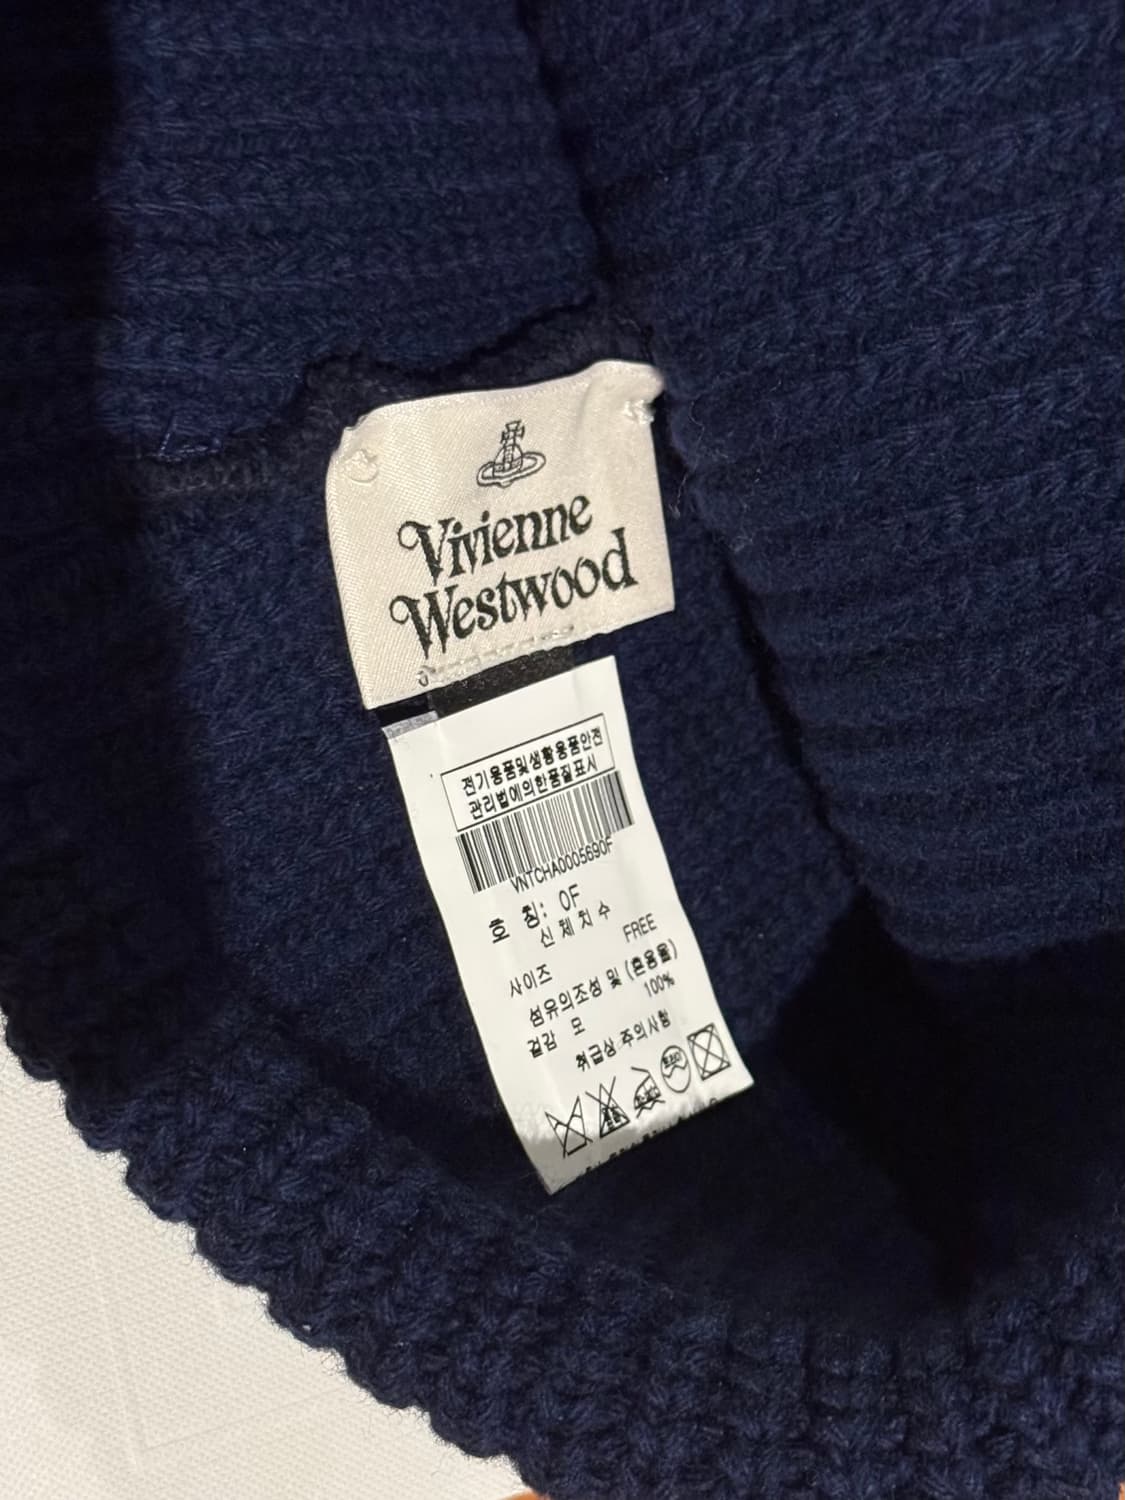 Vivienne
Westwood
전기용품및생활용품안전
관리법에의한품질표시
VNTCHA0005690F
호 칭: 0F
신체치수
FREE
사이즈
섬유의조성 및 (혼용율)
100%
겉감 모
취급상 주의사항